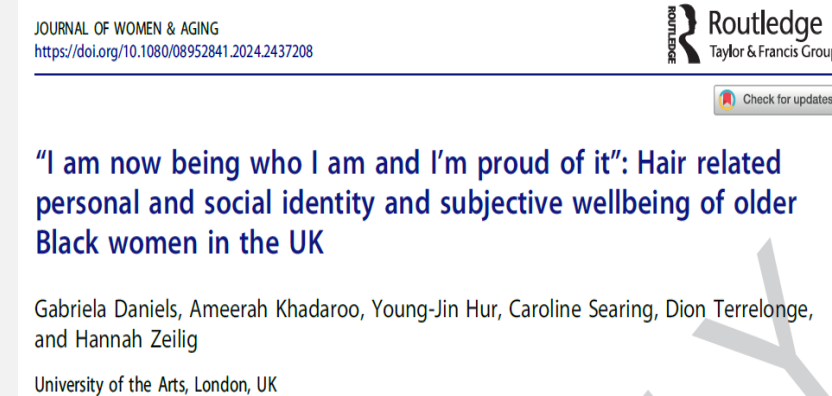 JOURNAL OF WOMEN & AGING
https://doi.org/10.1080/08952841.2024.2437208
ROUTLEDGE
Routledge
Taylor & Francis Group
Check for updates
“I am now being who I am and I’m proud of it”: Hair related
personal and social identity and subjective wellbeing of older
Black women in the UK
Gabriela Daniels, Ameerah Khadaroo, Young-Jin Hur, Caroline Searing, Dion Terrelonge,
and Hannah Zeilig
University of the Arts, London, UK